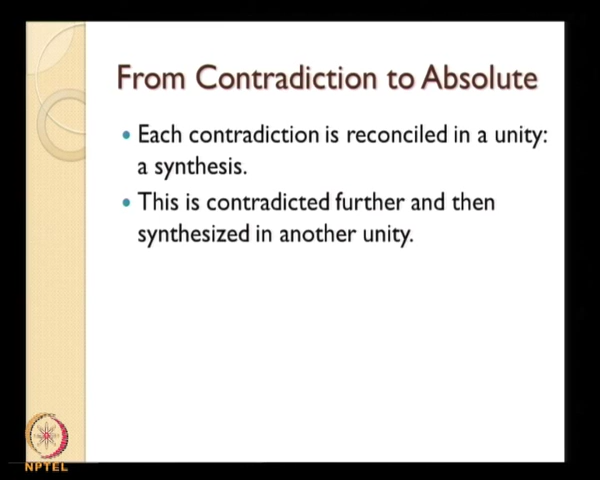 From Contradiction to Absolute
Each contradiction is reconciled in a unity:
a synthesis.
This is contradicted further and then
synthesized in another unity.
NPTEL